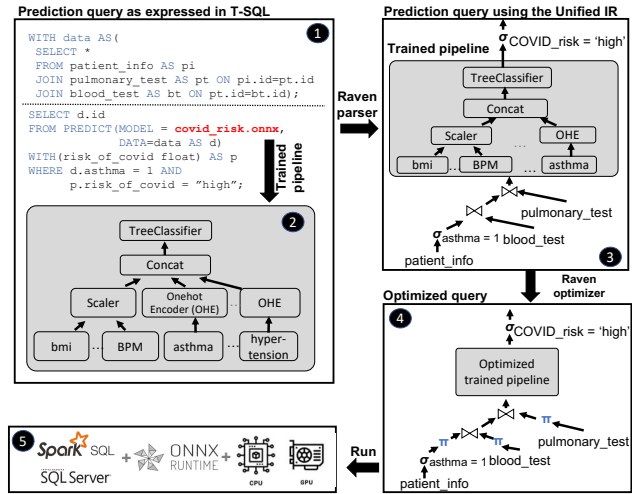 Prediction query as expressed in T-SQL
1
WITH data AS(
SELECT *
FROM patient_info AS pi
JOIN pulmonary_test AS pt ON pi.id=pt.id
JOIN blood_test AS bt ON pt.id=bt.id);
SELECT d.id
FROM PREDICT(MODEL = covid_risk.onnx,
DATA=data AS d)
WITH(risk_of_covid float) AS p
WHERE d.asthma = 1 AND
p.risk_of_covid = ”high”;
Trained
pipeline
2
TreeClassifier
Concat
Scaler
Onehot
Encoder (OHE)
...
OHE
bmi
...
BPM
asthma
...
hyper-
tension
Raven
parser
Prediction query using the Unified IR
σCOVID_risk = ‘high’
Trained pipeline
TreeClassifier
Concat
Scaler
...
OHE
bmi
...
BPM
...
asthma
pulmonary_test
σasthma = 1
blood_test
patient_info
3
Raven
optimizer
Optimized query
4
σCOVID_risk = ‘high’
Optimized
trained pipeline
π
pulmonary_test
π
π
σasthma = 1
blood_test
patient_info
Run
5
Spark SQL
SQL Server
+
ONNX
RUNTIME
+
CPU
GPU